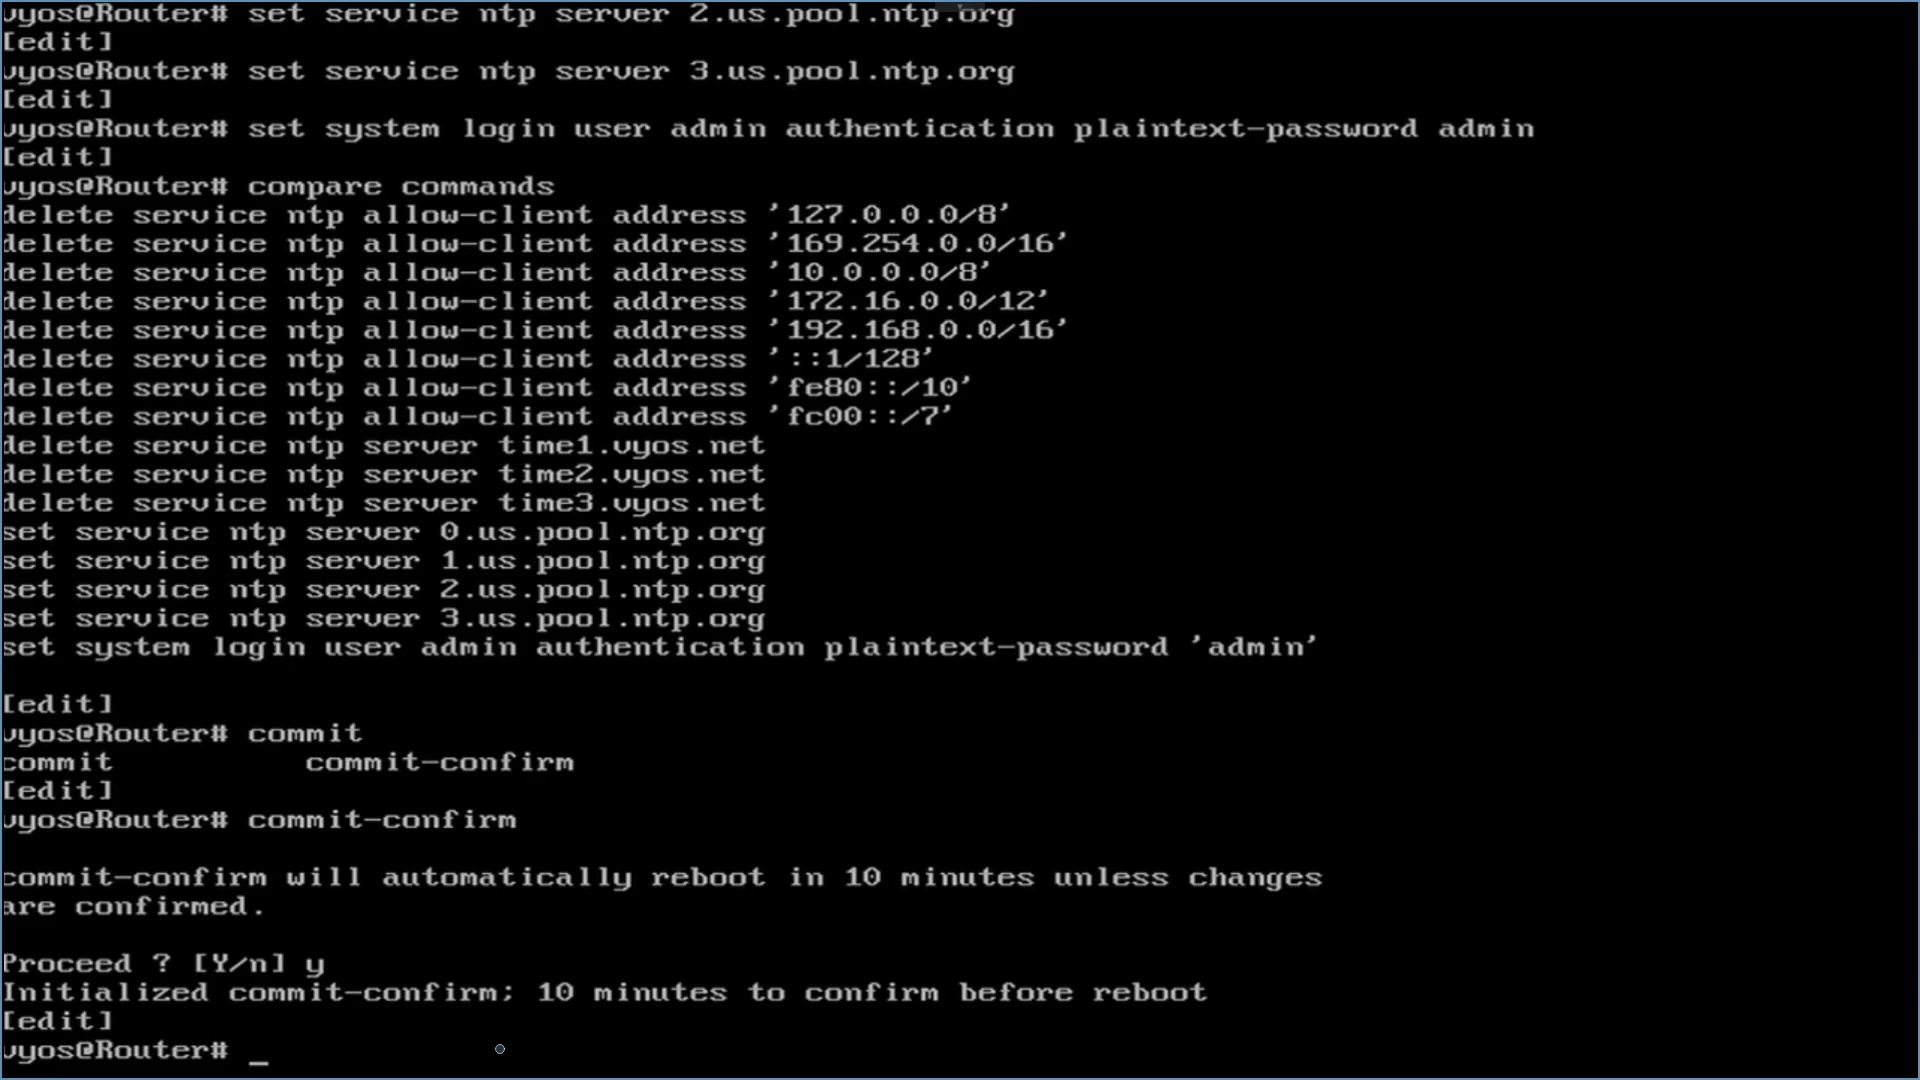 vyos@Router# set service ntp server 2.us.pool.ntp.org
[edit]
vyos@Router# set service ntp server 3.us.pool.ntp.org
[edit]
vyos@Router# set system login user admin authentication plaintext-password admin
[edit]
vyos@Router# compare commands
delete service ntp allow-client address '127.0.0.0/8'
delete service ntp allow-client address '169.254.0.0/16'
delete service ntp allow-client address '10.0.0.0/8'
delete service ntp allow-client address '172.16.0.0/12'
delete service ntp allow-client address '192.168.0.0/16'
delete service ntp allow-client address '::1/128'
delete service ntp allow-client address 'fe80::/10'
delete service ntp allow-client address 'fc00::/7'
delete service ntp server time1.vyos.net
delete service ntp server time2.vyos.net
delete service ntp server time3.vyos.net
set service ntp server 0.us.pool.ntp.org
set service ntp server 1.us.pool.ntp.org
set service ntp server 2.us.pool.ntp.org
set service ntp server 3.us.pool.ntp.org
set system login user admin authentication plaintext-password 'admin'
[edit]
vyos@Router# commit
commit          commit-confirm
[edit]
vyos@Router# commit-confirm
commit-confirm will automatically reboot in 10 minutes unless changes
are confirmed.
Proceed ? [Y/n] y
Initialized commit-confirm; 10 minutes to confirm before reboot
[edit]
vyos@Router# _